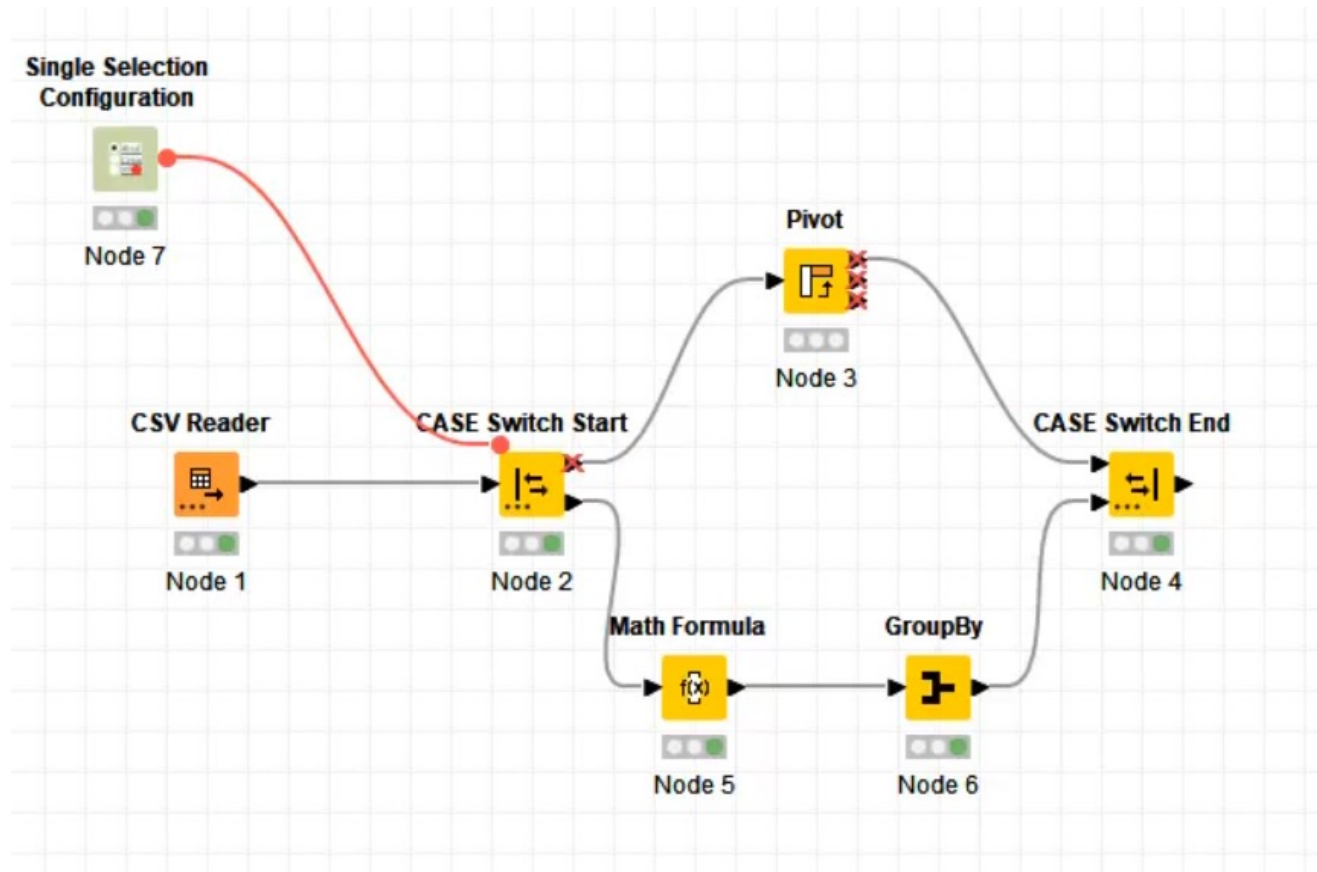 Single Selection
Configuration
Node 7
Pivot
Node 3
CSV Reader
CASE Switch Start
CASE Switch End
Node 1
Node 2
Node 4
Math Formula
GroupBy
f(x)
Node 5
Node 6